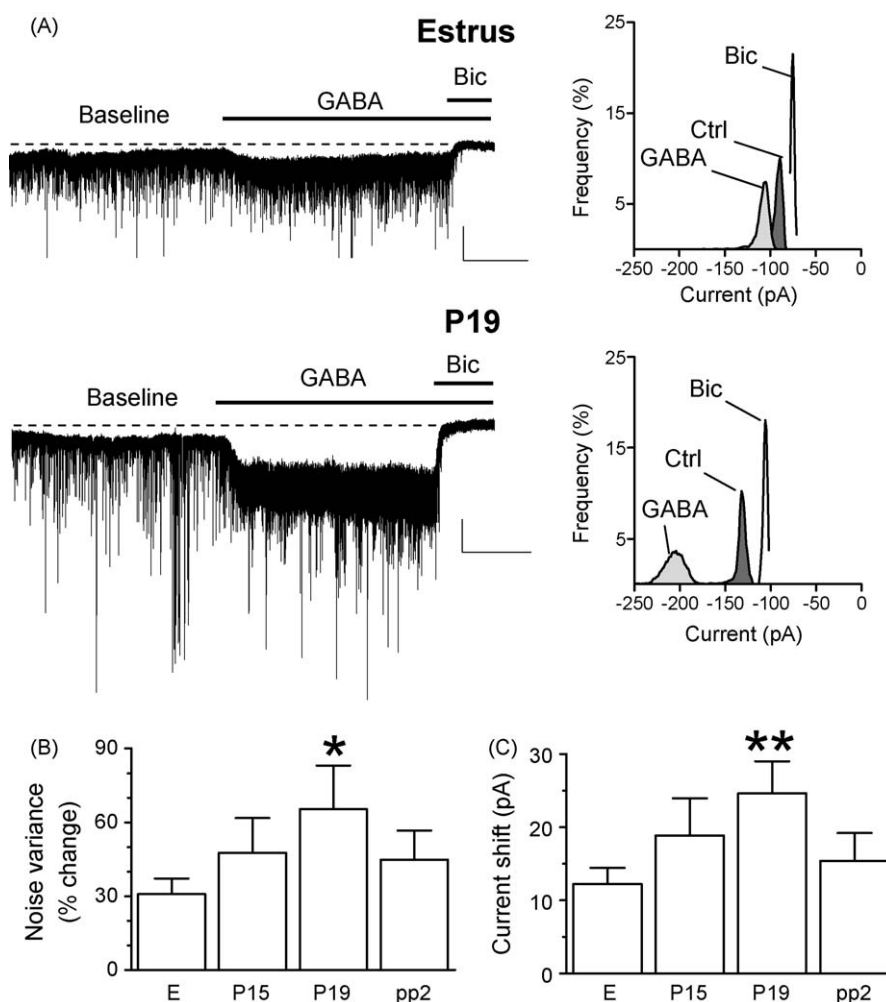 (A)
Estrus
Bic
GABA
Baseline
25
15
5
Frequency (%)
Bic
Ctrl
GABA
-250 -200 -150 -100 -50 0
Current (pA)
P19
Bic
GABA
Baseline
25
15
5
Frequency (%)
Bic
Ctrl
GABA
-250 -200 -150 -100 -50 0
Current (pA)
(B)
90
60
30
0
Noise variance
(% change)
*
E P15 P19 pp2
(C)
30
20
10
0
Current shift (pA)
**
E P15 P19 pp2